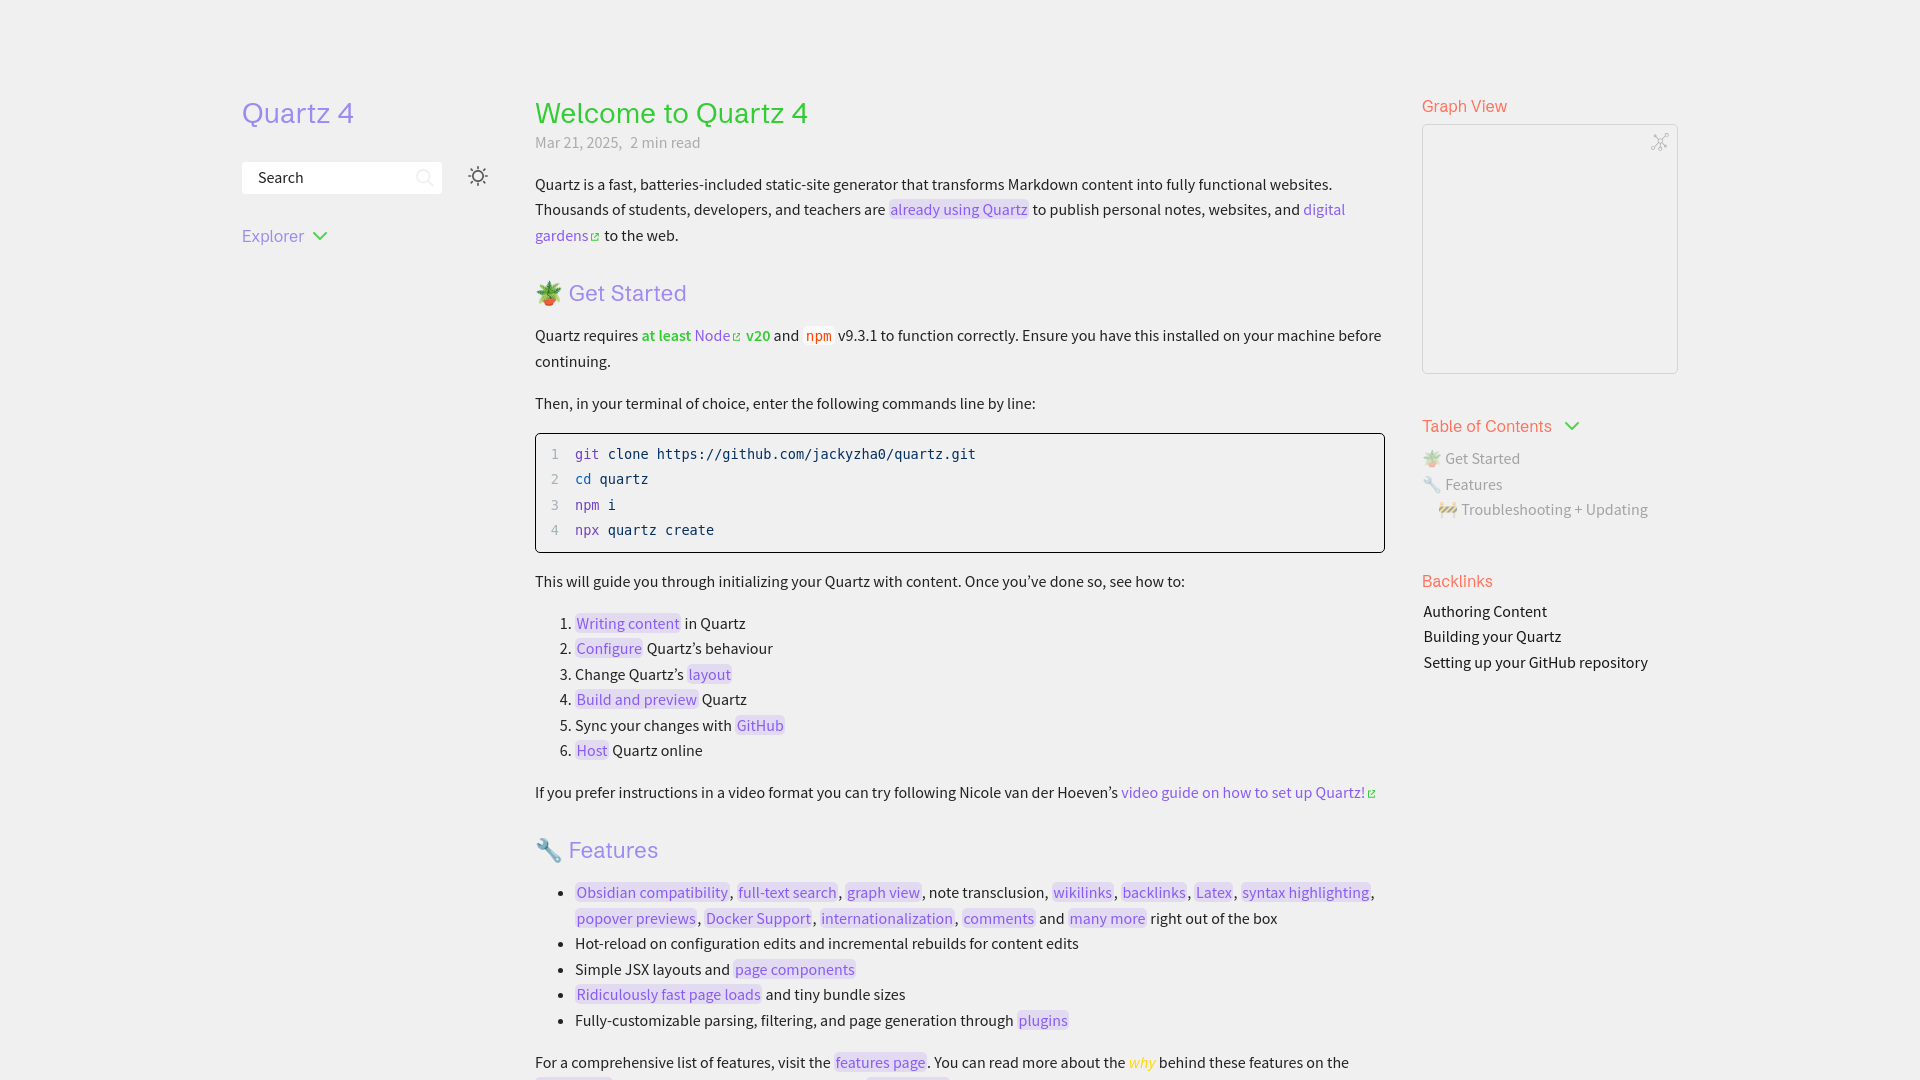 Quartz 4
Search
Explorer
Welcome to Quartz 4
Mar 21, 2025, 2 min read
Quartz is a fast, batteries-included static-site generator that transforms Markdown content into fully functional websites.
Thousands of students, developers, and teachers are already using Quartz to publish personal notes, websites, and digital
gardens to the web.
🪴 Get Started
Quartz requires at least Node v20 and npm v9.3.1 to function correctly. Ensure you have this installed on your machine before
continuing.
Then, in your terminal of choice, enter the following commands line by line:
1 git clone https://github.com/jackyzha0/quartz.git
2 cd quartz
3 npm i
4 npx quartz create
This will guide you through initializing your Quartz with content. Once you’ve done so, see how to:
1. Writing content in Quartz
2. Configure Quartz’s behaviour
3. Change Quartz’s layout
4. Build and preview Quartz
5. Sync your changes with GitHub
6. Host Quartz online
If you prefer instructions in a video format you can try following Nicole van der Hoeven’s video guide on how to set up Quartz!
🔧 Features
• Obsidian compatibility, full-text search, graph view, note transclusion, wikilinks, backlinks, Latex, syntax highlighting,
popover previews, Docker Support, internationalization, comments and many more right out of the box
• Hot-reload on configuration edits and incremental rebuilds for content edits
• Simple JSX layouts and page components
• Ridiculously fast page loads and tiny bundle sizes
• Fully-customizable parsing, filtering, and page generation through plugins
For a comprehensive list of features, visit the features page. You can read more about the why behind these features on the
Graph View
Table of Contents
🪴 Get Started
🔧 Features
🚧 Troubleshooting + Updating
Backlinks
Authoring Content
Building your Quartz
Setting up your GitHub repository